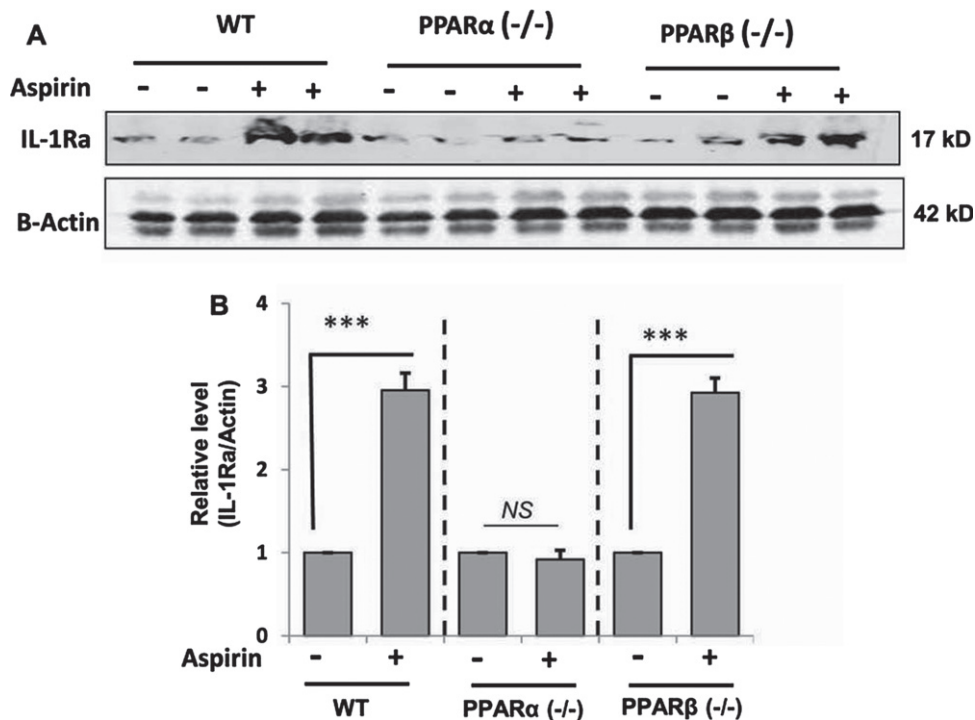 A
WT PPARα (-/-) PPARβ (-/-)
Aspirin - - + + - - + + - - + +
IL-1Ra 17 kD
B-Actin 42 kD
B
Relative level
(IL-1Ra/Actin)
4
3
2
1
0
*** NS ***
Aspirin - + - + - +
WT PPARα (-/-) PPARβ (-/-)